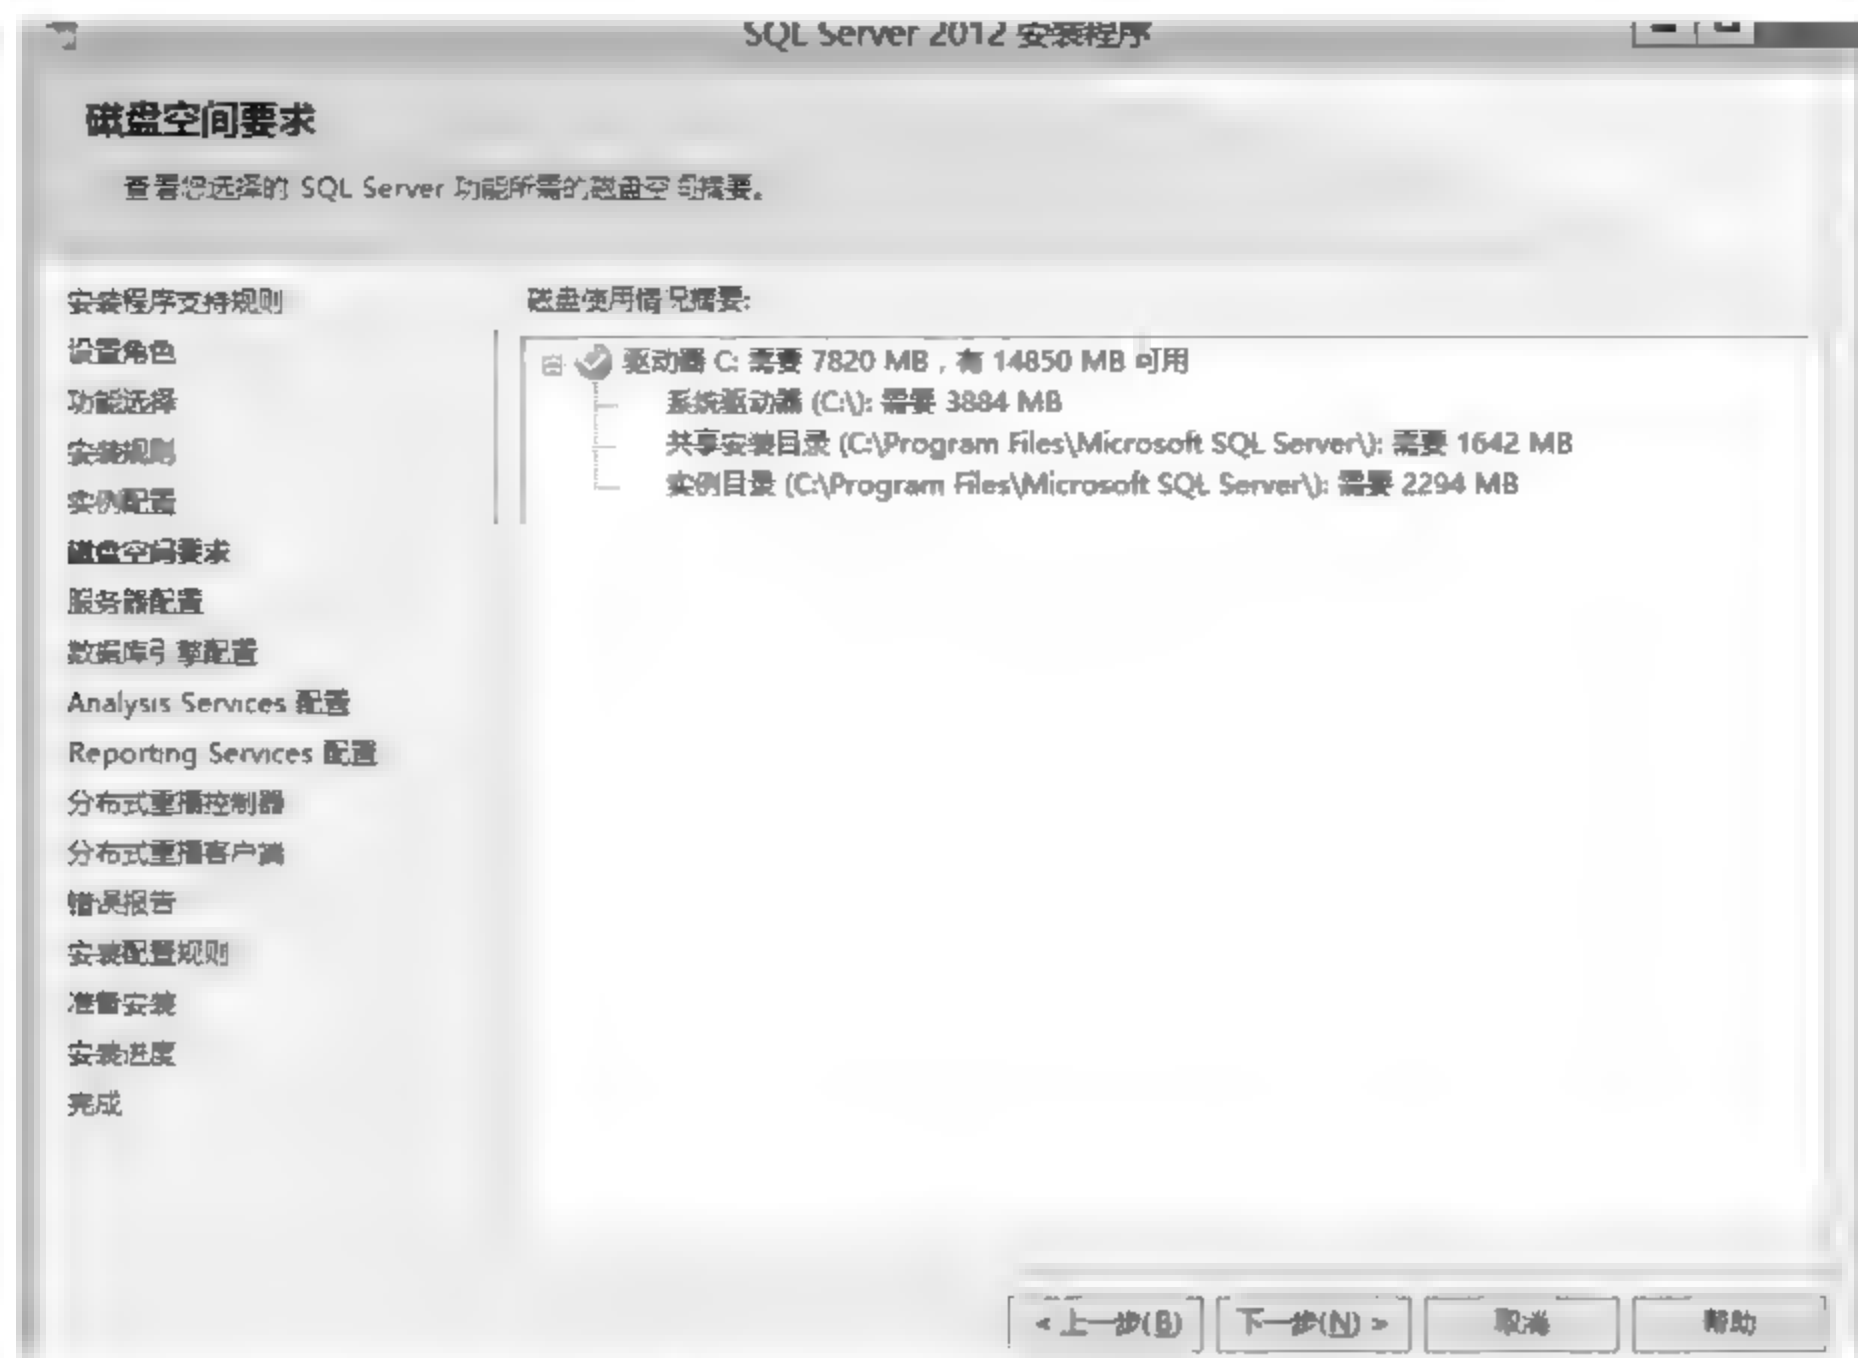 SQL Server 2012 安装程序
磁盘空间要求
查看您选择的 SQL Server 功能所需的磁盘空间摘要。
安装程序支持规则
设置角色
功能选择
安装规则
实例配置
磁盘空间要求
服务器配置
数据库引擎配置
Analysis Services 配置
Reporting Services 配置
分布式重播控制器
分布式重播客户端
错误报告
安装配置规则
准备安装
安装进度
完成
磁盘使用情况摘要:
驱动器 C: 需要 7820 MB，有 14850 MB 可用
系统驱动器 (C:\): 需要 3884 MB
共享安装目录 (C:\Program Files\Microsoft SQL Server\): 需要 1642 MB
实例目录 (C:\Program Files\Microsoft SQL Server\): 需要 2294 MB
< 上一步(B)
下一步(N) >
取消
帮助